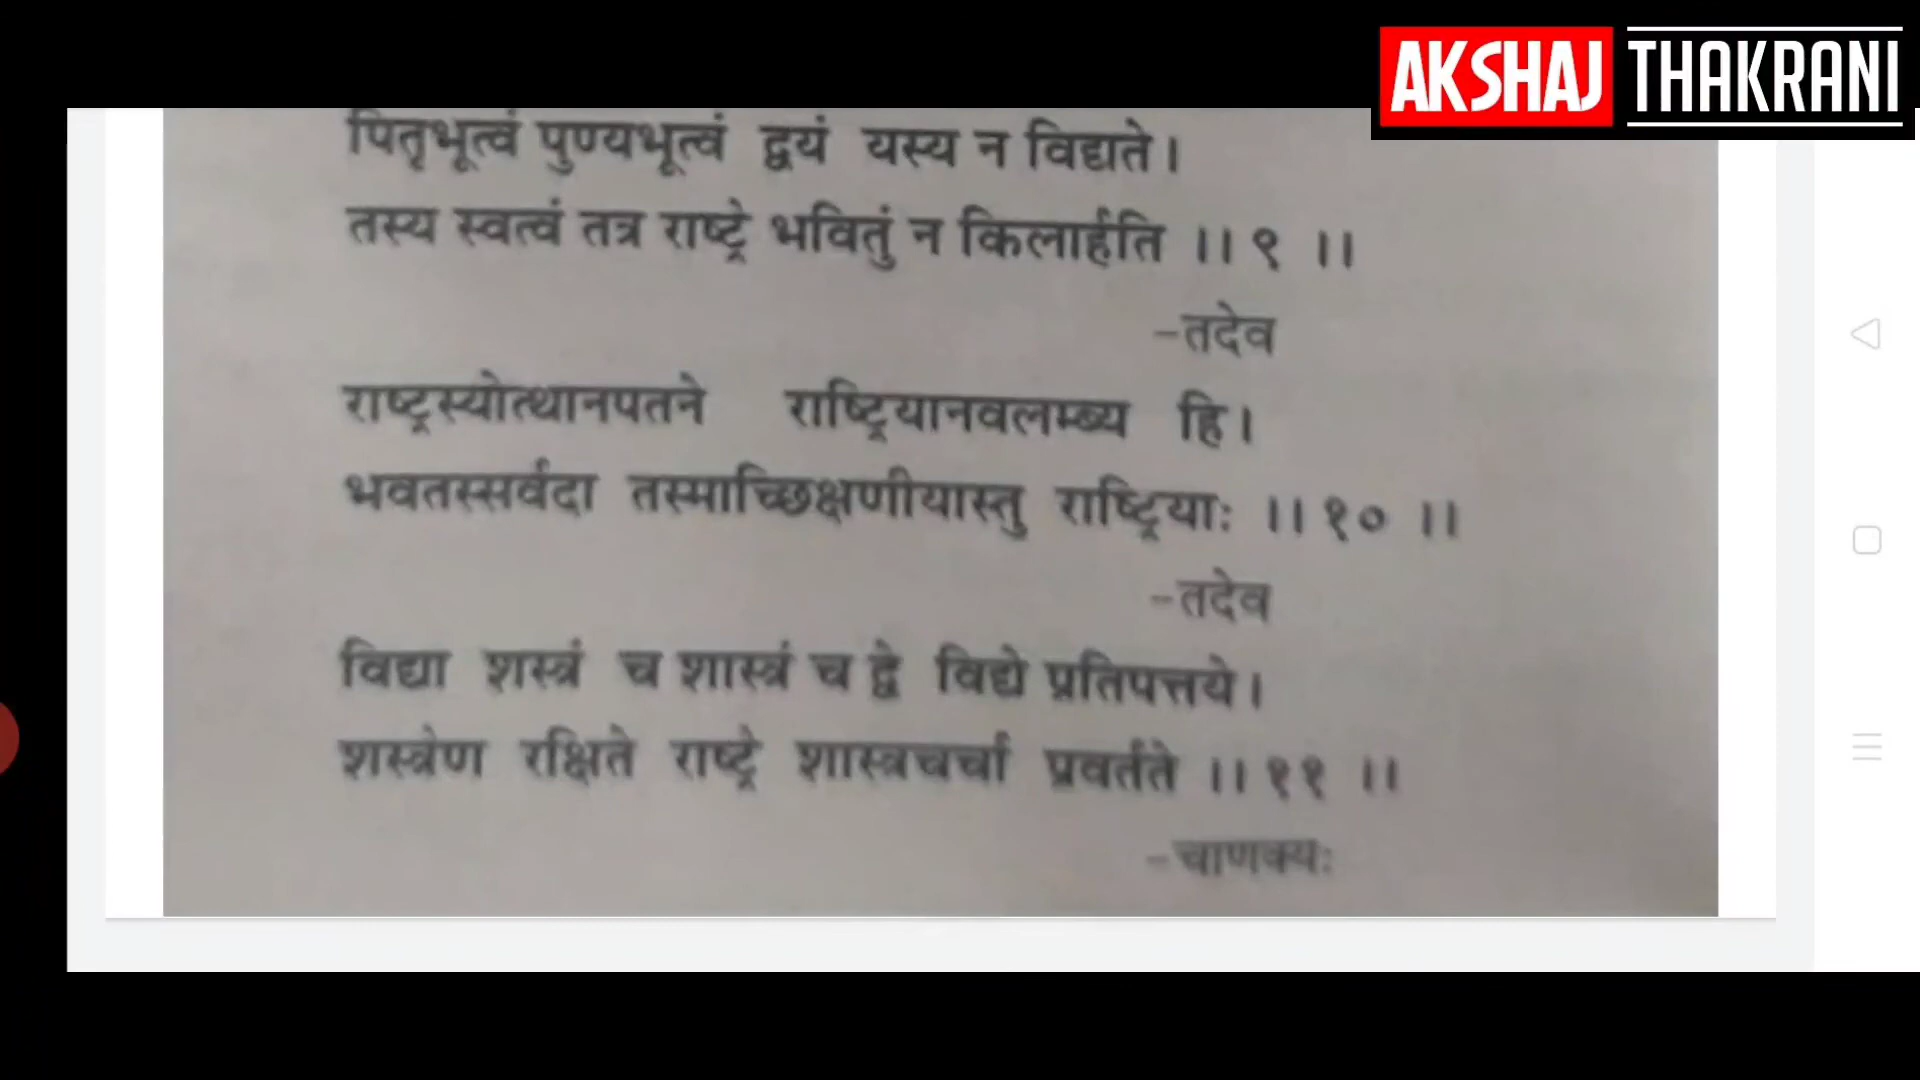 AKSHAJ THAKRANI
पितृभूत्वं पुण्यभूत्वं द्वयं यस्य न विद्यते।
तस्य स्वत्वं तत्र राष्ट्रे भवितुं न किलार्हति ।। ९ ।।
-तदेव
राष्ट्रस्योत्थानपतने राष्ट्रियानवलम्ब्य हि।
भवतस्सर्वदा तस्माच्छिक्षणीयास्तु राष्ट्रियाः ।। १० ।।
-तदेव
विद्या शस्त्रं च शास्त्रं च द्वे विद्ये प्रतिपत्तये।
शस्त्रेण रक्षिते राष्ट्रे शास्त्रचर्चा प्रवर्तते ।। ११ ।।
-चाणक्यः